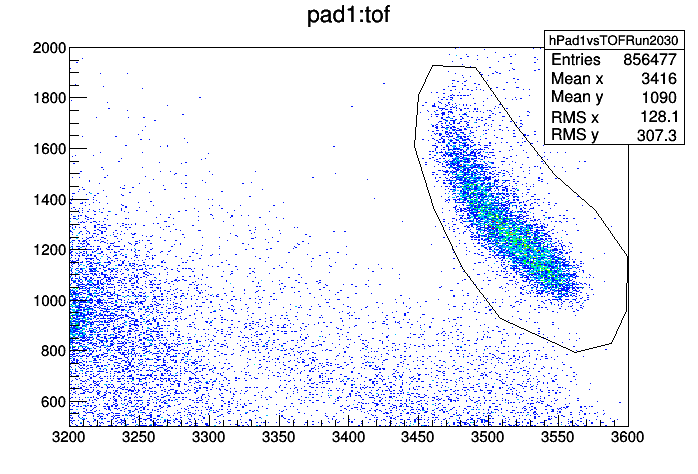 pad1:tof
hPad1vsTOFRun2030
Entries 856477
Mean x 3416
Mean y 1090
RMS x 128.1
RMS y 307.3
2000
1800
1600
1400
1200
1000
800
600
3200 3250 3300 3350 3400 3450 3500 3550 3600